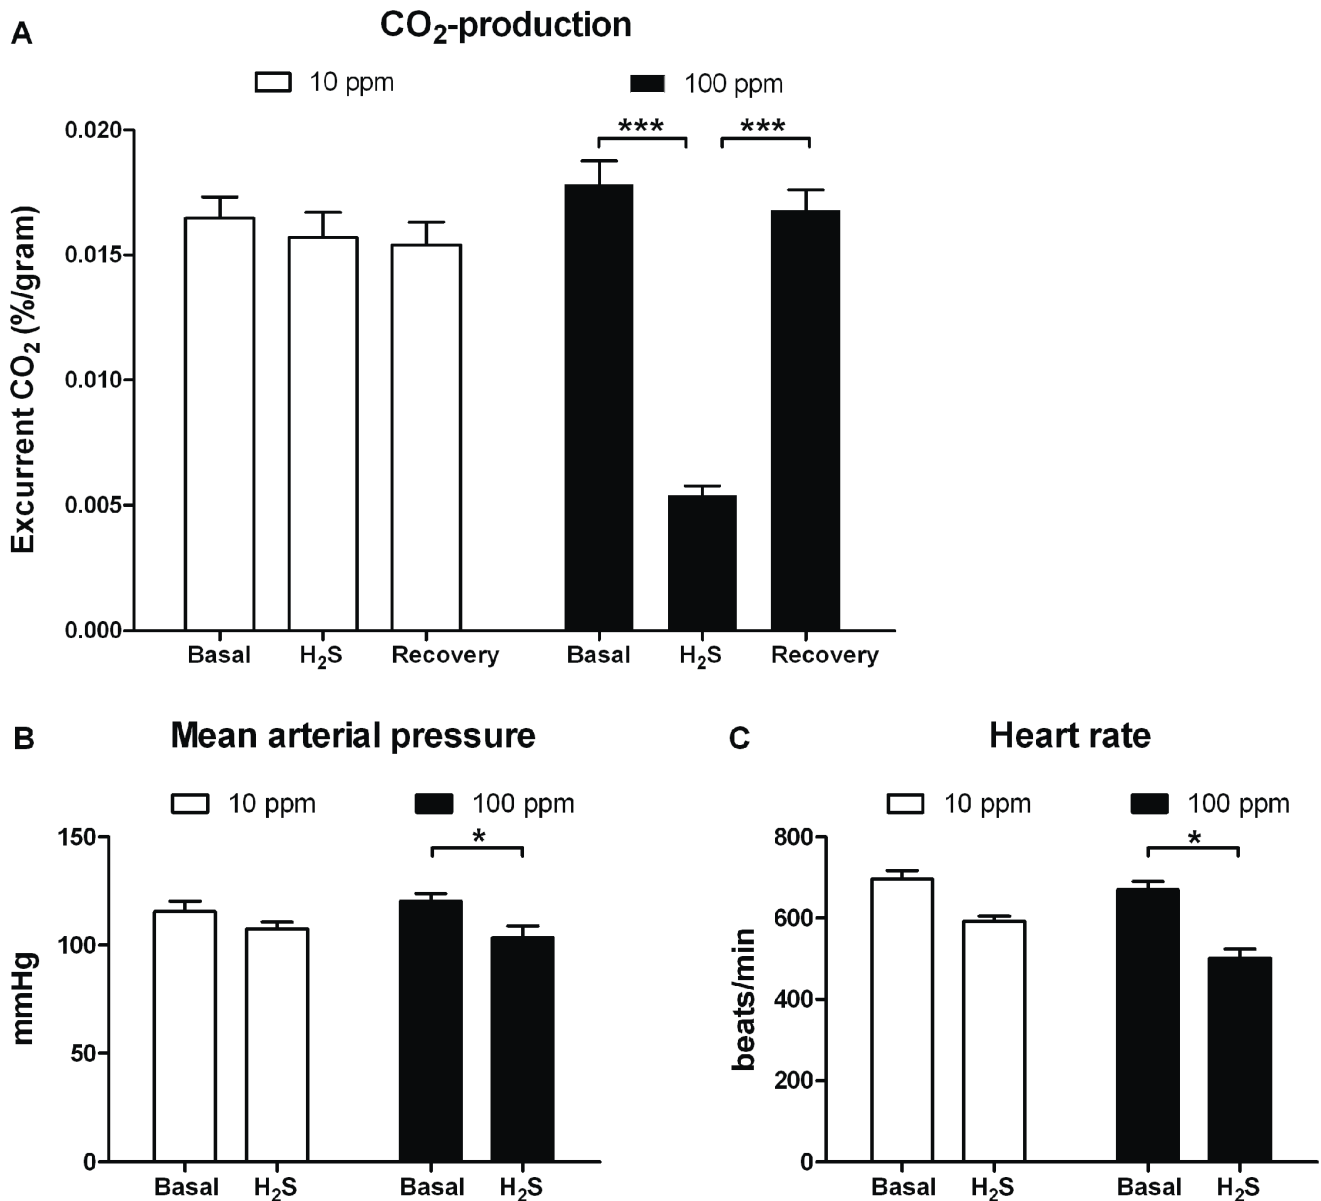 A
CO2-production
10 ppm
100 ppm
*** ***
0.020
0.015
0.010
0.005
0.000
Excurrent CO2 (%/gram)
Basal H2S Recovery Basal H2S Recovery
B
Mean arterial pressure
10 ppm
100 ppm
*
150
100
50
0
mmHg
Basal H2S Basal H2S
C
Heart rate
10 ppm
100 ppm
*
800
600
400
200
0
beats/min
Basal H2S Basal H2S